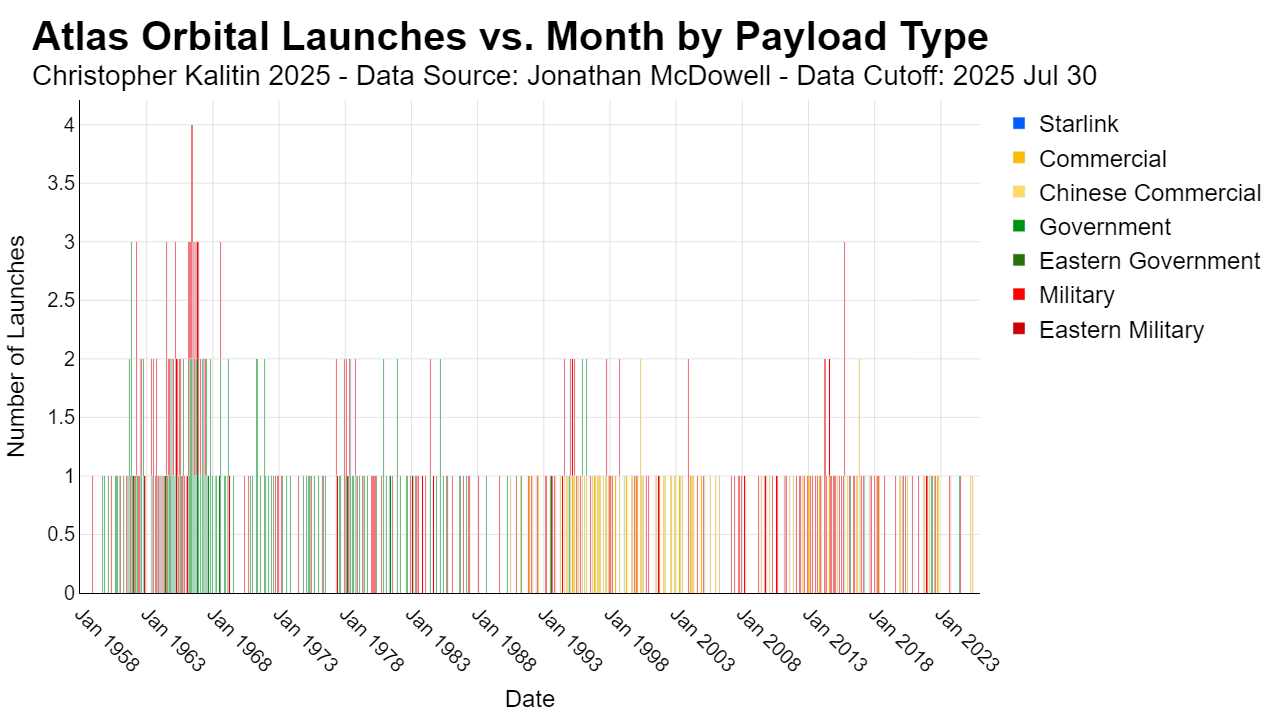 Atlas Orbital Launches vs. Month by Payload Type
Christopher Kalitin 2025 - Data Source: Jonathan McDowell - Data Cutoff: 2025 Jul 30
Number of Launches
4
3.5
3
2.5
2
1.5
1
0.5
0
Jan 1958
Jan 1963
Jan 1968
Jan 1973
Jan 1978
Jan 1983
Jan 1988
Jan 1993
Jan 1998
Jan 2003
Jan 2008
Jan 2013
Jan 2018
Jan 2023
Date
Starlink
Commercial
Chinese Commercial
Government
Eastern Government
Military
Eastern Military